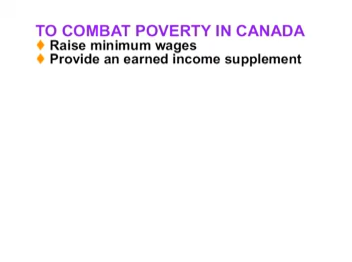 TO COMBAT POVERTY IN CANADA
♦ Raise minimum wages
♦ Provide an earned income supplement